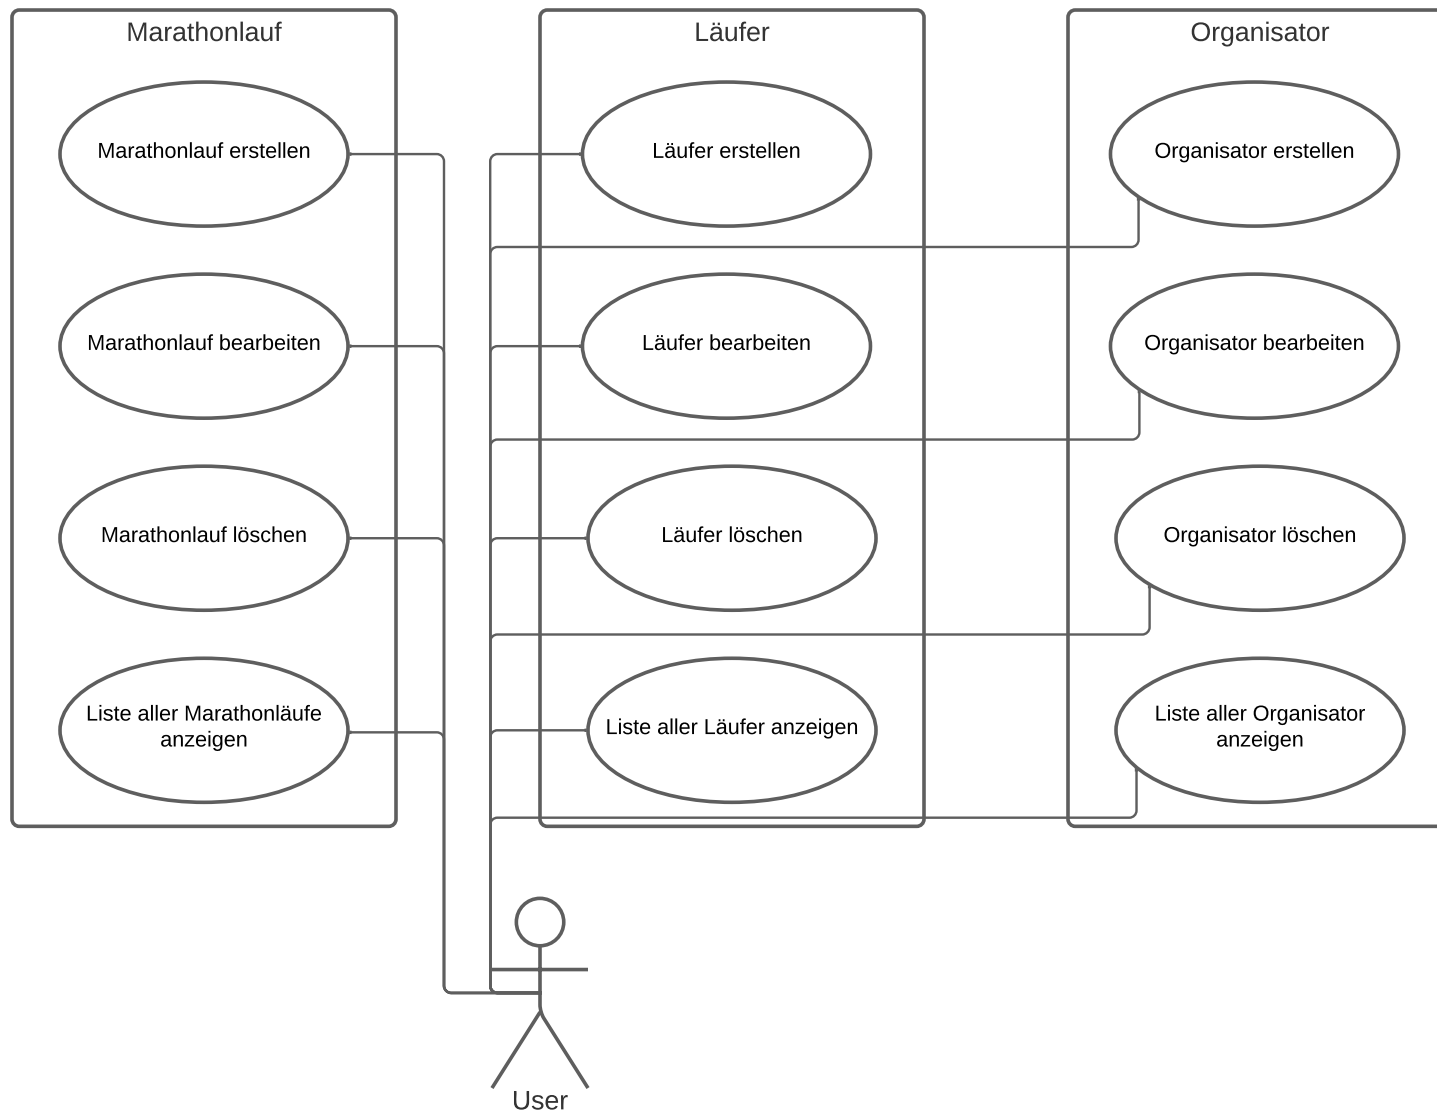 Marathonlauf
Marathonlauf erstellen
Marathonlauf bearbeiten
Marathonlauf löschen
Liste aller Marathonläufe
anzeigen
Läufer
Läufer erstellen
Läufer bearbeiten
Läufer löschen
Liste aller Läufer anzeigen
Organisator
Organisator erstellen
Organisator bearbeiten
Organisator löschen
Liste aller Organisator
anzeigen
User